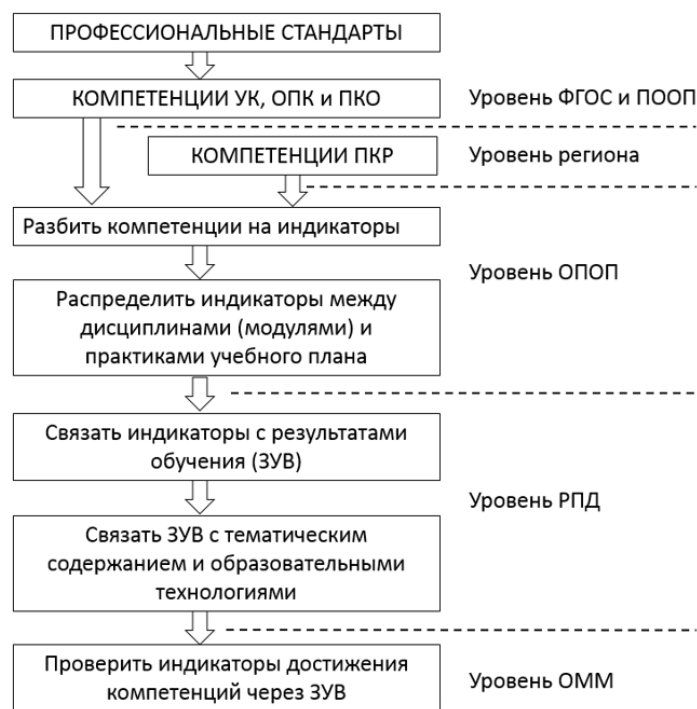 ПРОФЕССИОНАЛЬНЫЕ СТАНДАРТЫ
КОМПЕТЕНЦИИ УК, ОПК и ПКО
Уровень ФГОС и ПООП
КОМПЕТЕНЦИИ ПКР
Уровень региона
Разбить компетенции на индикаторы
Уровень ОПОП
Распределить индикаторы между
дисциплинами (модулями) и
практиками учебного плана
Связать индикаторы с результатами
обучения (ЗУВ)
Уровень РПД
Связать ЗУВ с тематическим
содержанием и образовательными
технологиями
Проверить индикаторы достижения
компетенций через ЗУВ
Уровень ОММ